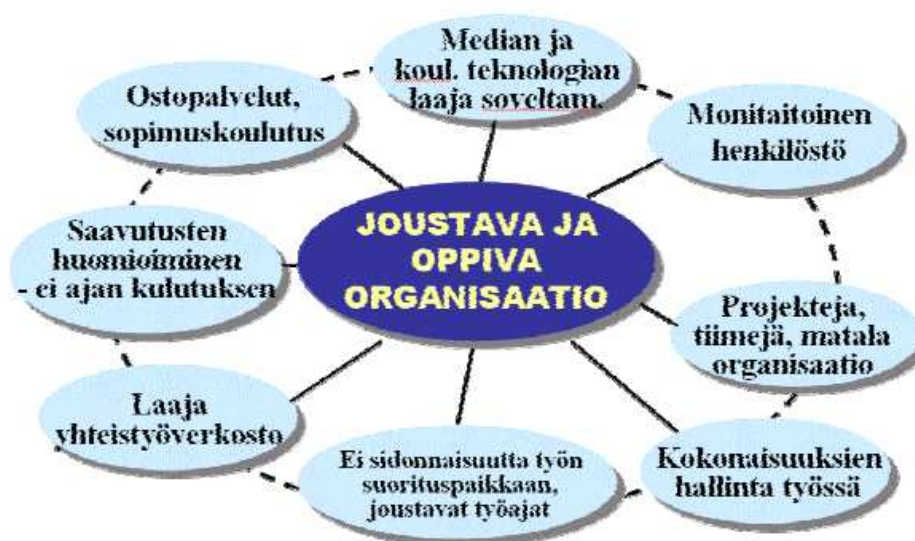 Median ja
koul. teknologian
laaja soveltam.
Ostopalvelut,
sopimuskoulutus
Monitaitoinen
henkilöstö
JOUSTAVA JA
OPPIVA
ORGANISAATIO
Saavutusten
huomioiminen
- ei ajan kulutuksen
Projekteja,
tiimejä, matala
organisaatio
Laaja
yhteistyöverkosto
Ei sidonnaisuutta työn
suorituspaikkaan,
joustavat työajat
Kokonaisuuksien
hallinta työssä